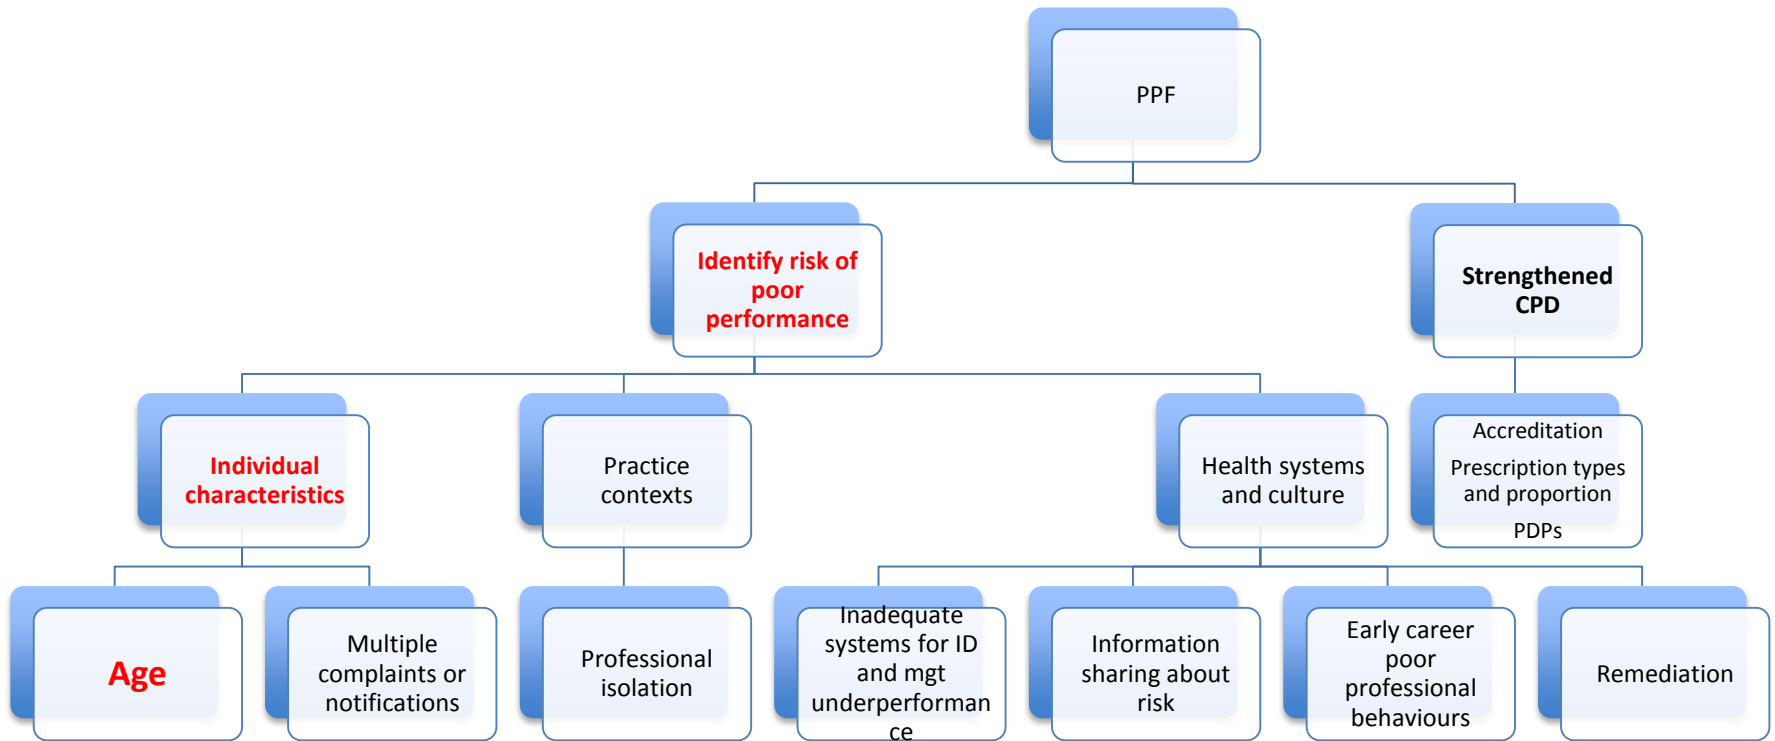 PPF
Identify risk of
poor
performance
Strengthened
CPD
Individual
characteristics
Practice
contexts
Health systems
and culture
Accreditation
Prescription types
and proportion
PDPs
Age
Multiple
complaints or
notifications
Professional
isolation
Inadequate
systems for ID
and mgt
underperforman
ce
Information
sharing about
risk
Early career
poor
professional
behaviours
Remediation